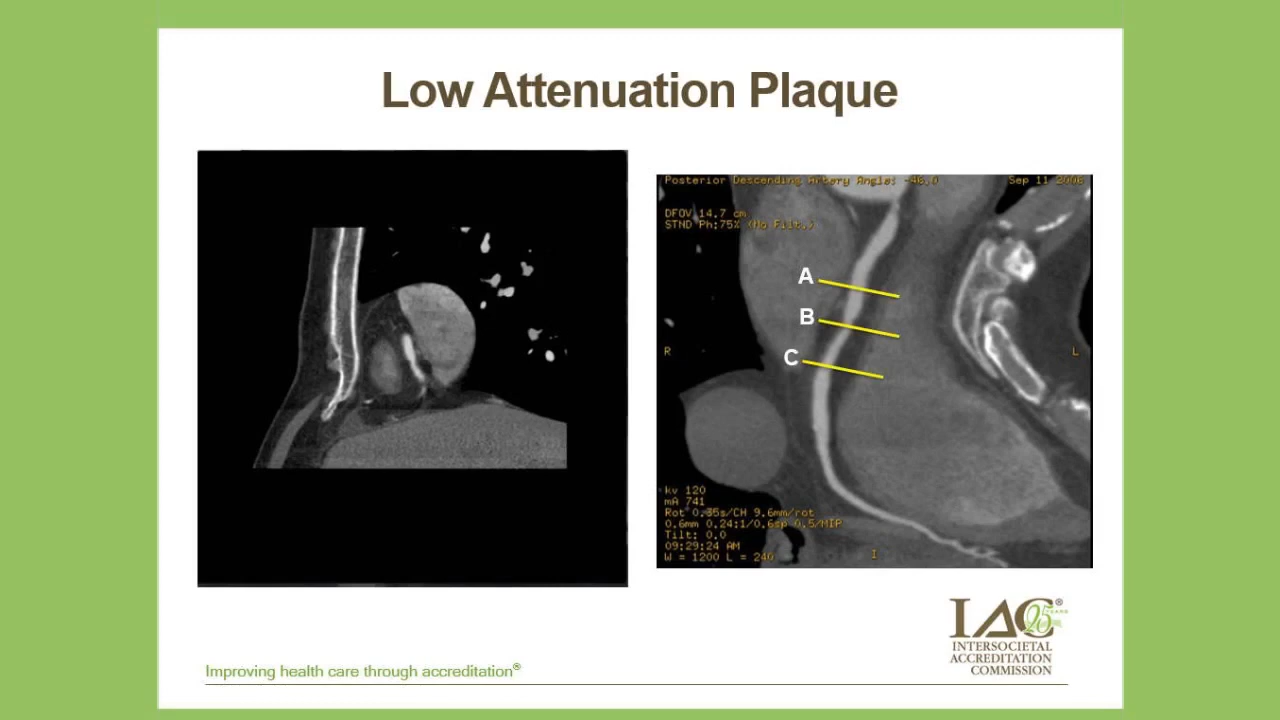 Low Attenuation Plaque
Posterior Descending Artery Angle: -46.0
Sep 11 2006
DFOV 14.7 cm
STND Ph:75% (No Filt.)
A
B
C
R
L
kv 120
mA 741
Rot 0.35s/CH 9.6mm/rot
0.6mm 0.24:1/0.6sp 0.5/MIP
Tilt: 0.0
09:29:24 AM
W = 1200 L = 240
I
IAC®
25 YEARS
INTERSOCIETAL
ACCREDITATION
COMMISSION
Improving health care through accreditation®